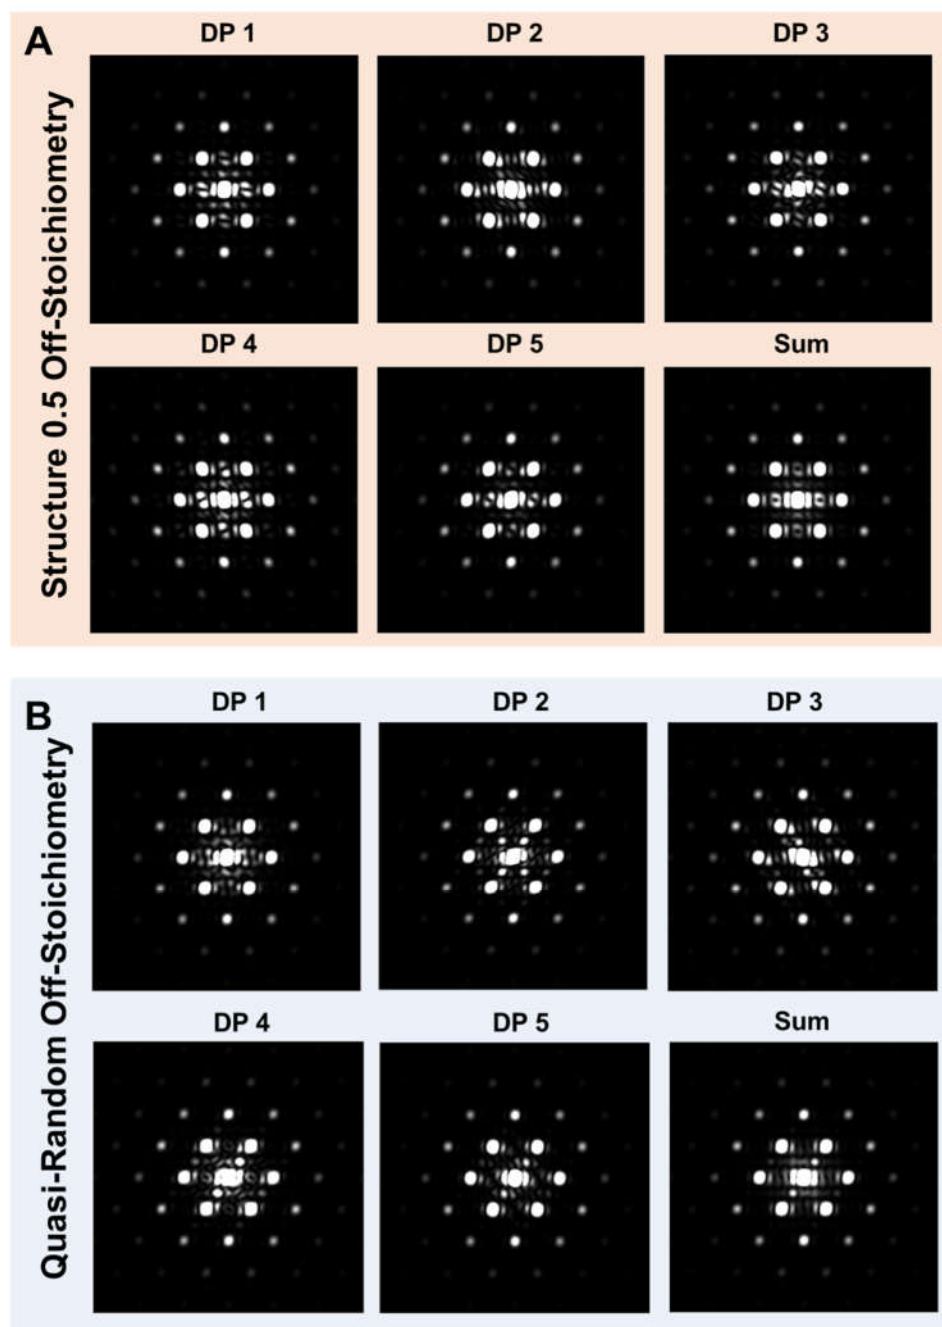 A
Structure 0.5 Off-Stoichiometry
DP 1
DP 2
DP 3
DP 4
DP 5
Sum
B
Quasi-Random Off-Stoichiometry
DP 1
DP 2
DP 3
DP 4
DP 5
Sum